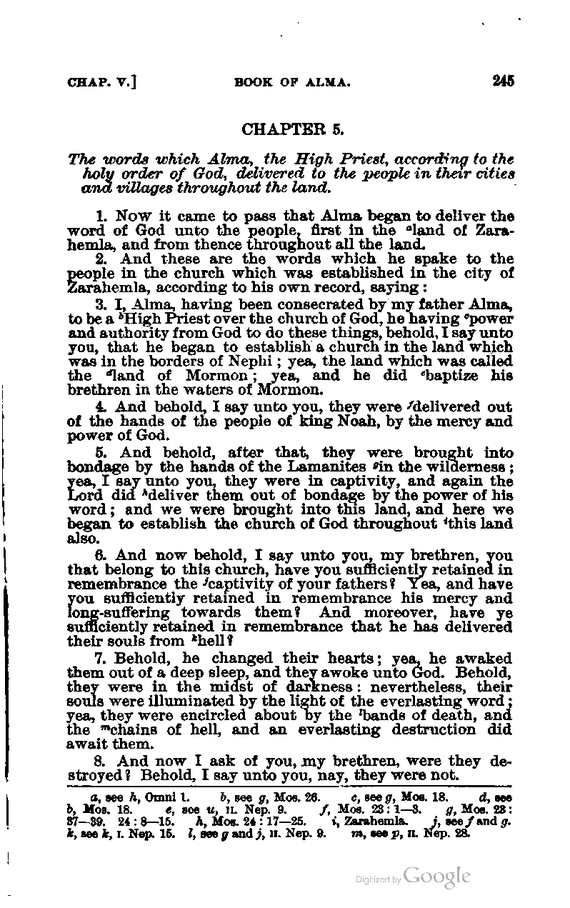 CHAP. V.] BOOK OF ALMA. 245
CHAPTER 5.
The words which Alma, the High Priest, according to the
holy order of God, delivered to the people in their cities
and villages throughout the land.
1. Now it came to pass that Alma began to deliver the
word of God unto the people, first in the ᵃland of Zara-
hemla, and from thence throughout all the land.
2. And these are the words which he spake to the
people in the church which was established in the city of
Zarahemla, according to his own record, saying:
3. I, Alma, having been consecrated by my father Alma,
to be a ᵇHigh Priest over the church of God, he having ᶜpower
and authority from God to do these things, behold, I say unto
you, that he began to establish a church in the land which
was in the borders of Nephi; yea, the land which was called
the ᵈland of Mormon; yea, and he did ᵉbaptize his
brethren in the waters of Mormon.
4. And behold, I say unto you, they were ᶠdelivered out
of the hands of the people of king Noah, by the mercy and
power of God.
5. And behold, after that, they were brought into
bondage by the hands of the Lamanites ᵍin the wilderness;
yea, I say unto you, they were in captivity, and again the
Lord did ʰdeliver them out of bondage by the power of his
word; and we were brought into this land, and here we
began to establish the church of God throughout ⁱthis land
also.
6. And now behold, I say unto you, my brethren, you
that belong to this church, have you sufficiently retained in
remembrance the ʲcaptivity of your fathers? Yea, and have
you sufficiently retained in remembrance his mercy and
long-suffering towards them? And moreover, have ye
sufficiently retained in remembrance that he has delivered
their souls from ᵏhell?
7. Behold, he changed their hearts; yea, he awaked
them out of a deep sleep, and they awoke unto God. Behold,
they were in the midst of darkness: nevertheless, their
souls were illuminated by the light of the everlasting word;
yea, they were encircled about by the ˡbands of death, and
the ᵐchains of hell, and an everlasting destruction did
await them.
8. And now I ask of you, my brethren, were they de-
stroyed? Behold, I say unto you, nay, they were not.
a, see h, Omni 1. b, see g, Mos. 26. c, see g, Mos. 18. d, see
b, Mos. 18. e, see u, II. Nep. 9. f, Mos. 23:1—3. g, Mos. 23:
37—39. 24:8—15. h, Mos. 24:17—25. i, Zarahemla. j, see f and g.
k, see k, I. Nep. 15. l, see g and j, II. Nep. 9. m, see p, II. Nep. 28.
Digitized by Google